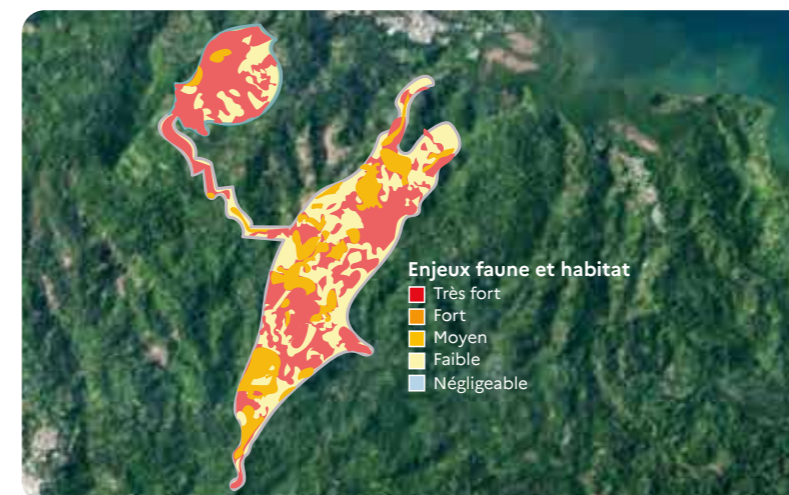 Enjeux faune et habitat
Très fort
Fort
Moyen
Faible
Négligeable